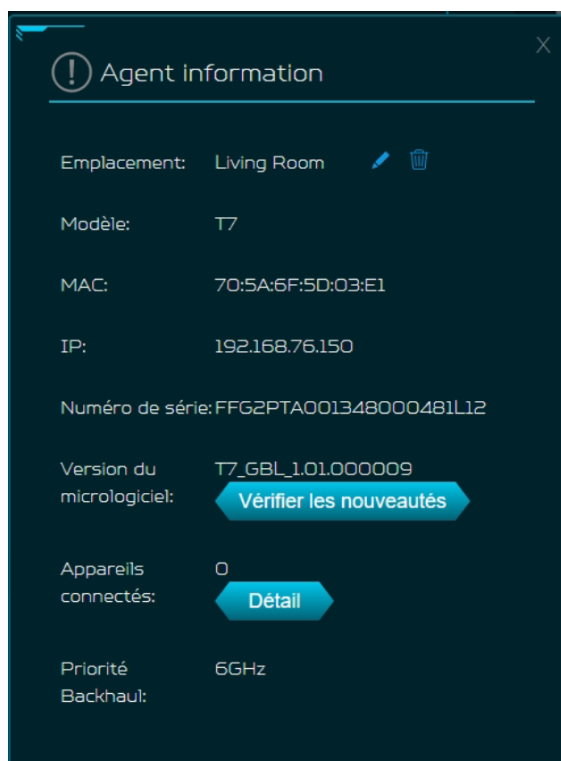 X
Agent information
Emplacement: Living Room
Modèle: T7
MAC: 70:5A:6F:5D:03:E1
IP: 192.168.76.150
Numéro de série: FFG2PTA001348000481L12
Version du
micrologiciel:
T7_GBL_1.01.000009
Vérifier les nouveautés
Appareils
connectés:
0
Détail
Priorité
Backhaul:
6GHz